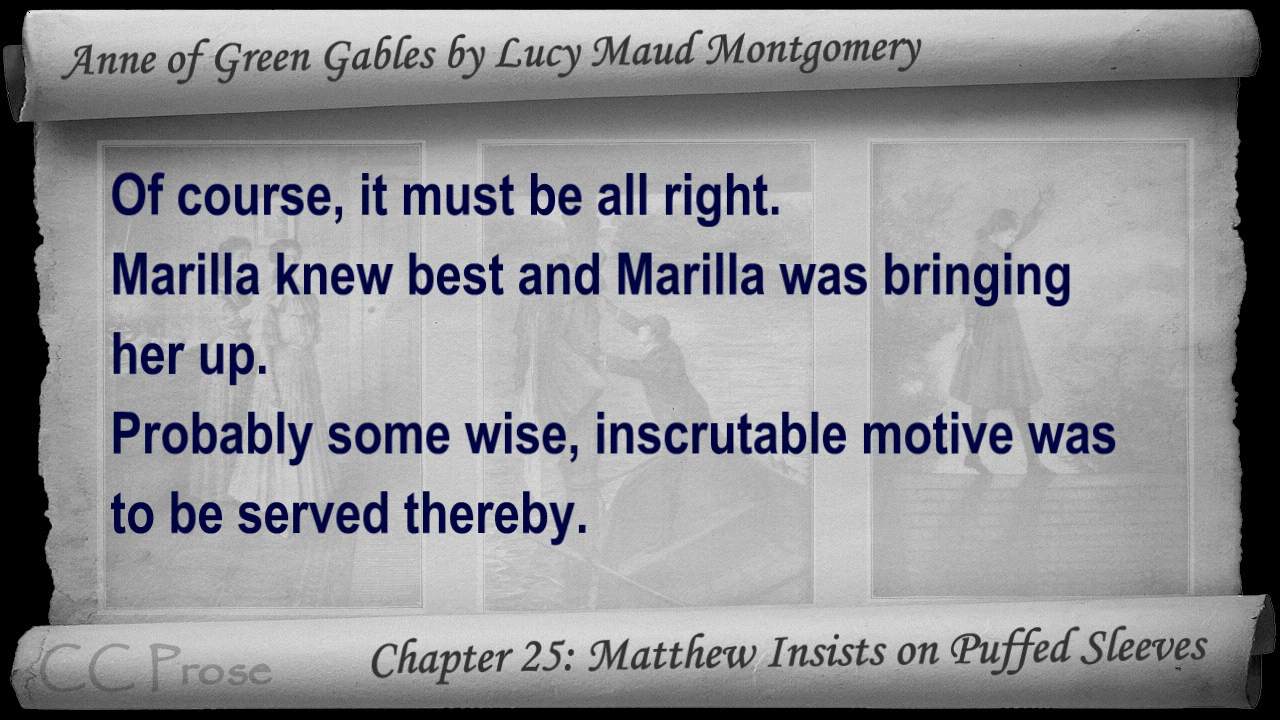 Anne of Green Gables by Lucy Maud Montgomery
Of course, it must be all right.
Marilla knew best and Marilla was bringing
her up.
Probably some wise, inscrutable motive was
to be served thereby.
CC Prose
Chapter 25: Matthew Insists on Puffed Sleeves